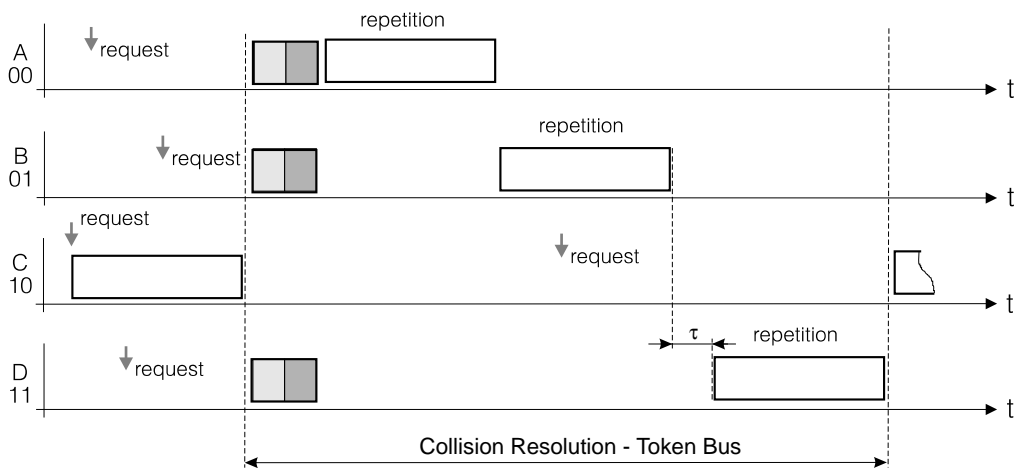 repetition
A
00
request
t
repetition
B
01
request
t
request
C
10
request
t
τ
repetition
D
11
request
t
Collision Resolution - Token Bus